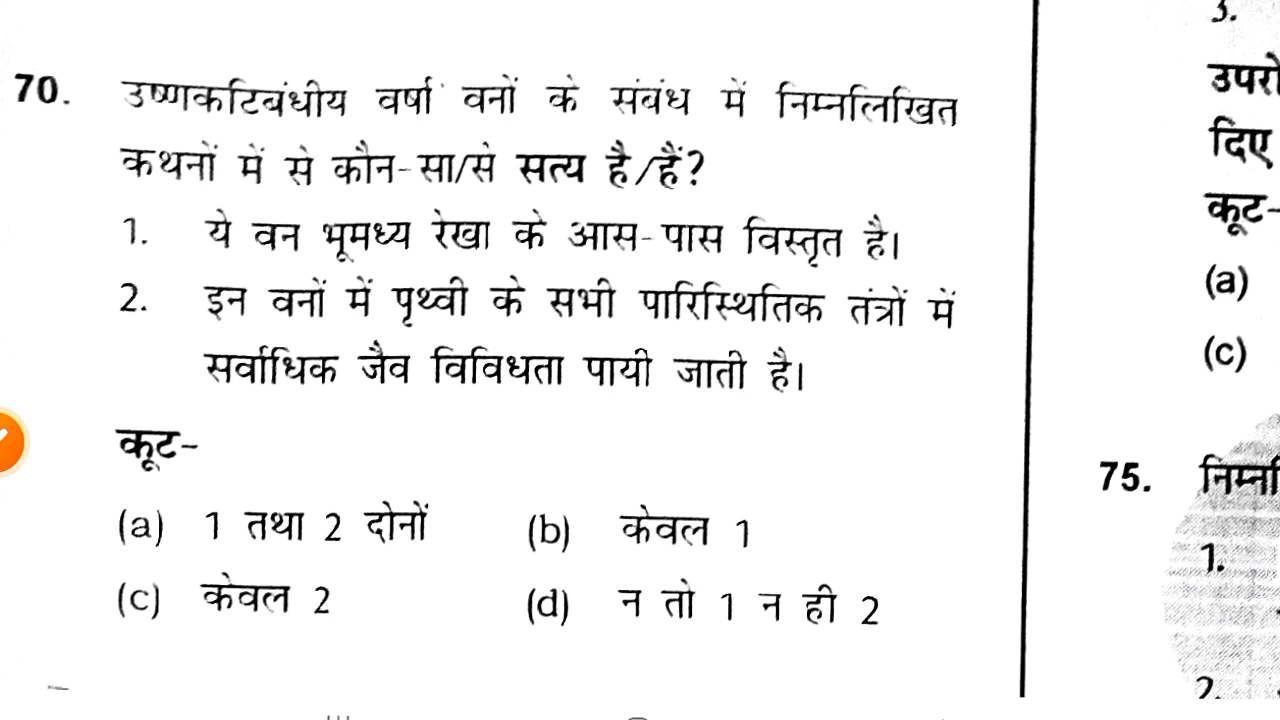 70. उष्णकटिबंधीय वर्षा वनों के संबंध में निम्नलिखित
कथनों में से कौन-सा/से सत्य है/हैं?
1. ये वन भूमध्य रेखा के आस-पास विस्तृत है।
2. इन वनों में पृथ्वी के सभी पारिस्थितिक तंत्रों में
सर्वाधिक जैव विविधता पायी जाती है।
कूट-
(a) 1 तथा 2 दोनों (b) केवल 1
(c) केवल 2 (d) न तो 1 न ही 2
3.
दिए
कूट-
(a)
(c)
75.
1.
2.